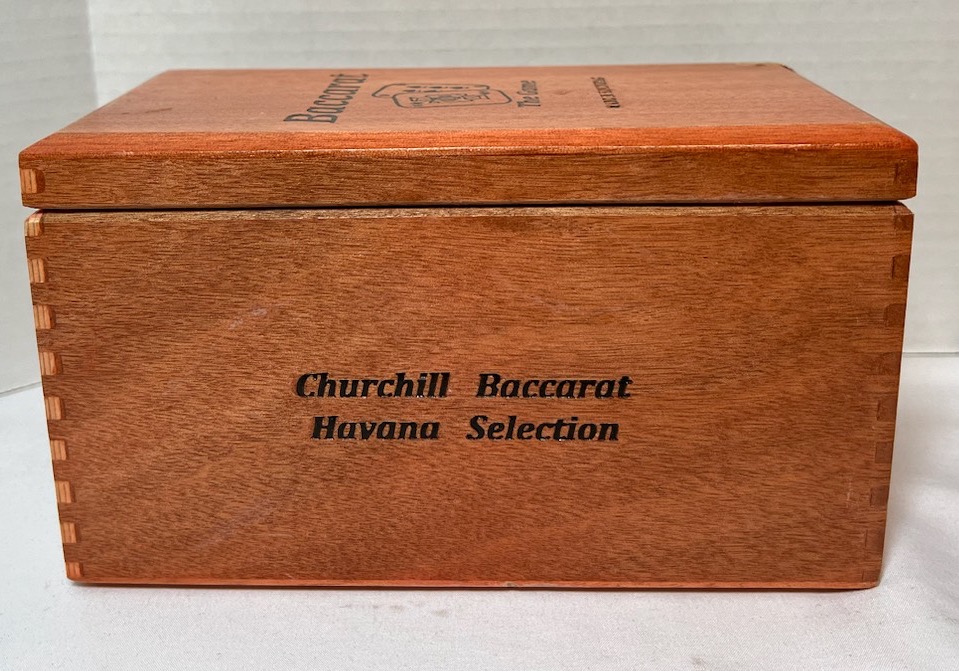 Baccarat
The Game
Churchill Baccarat
Havana Selection